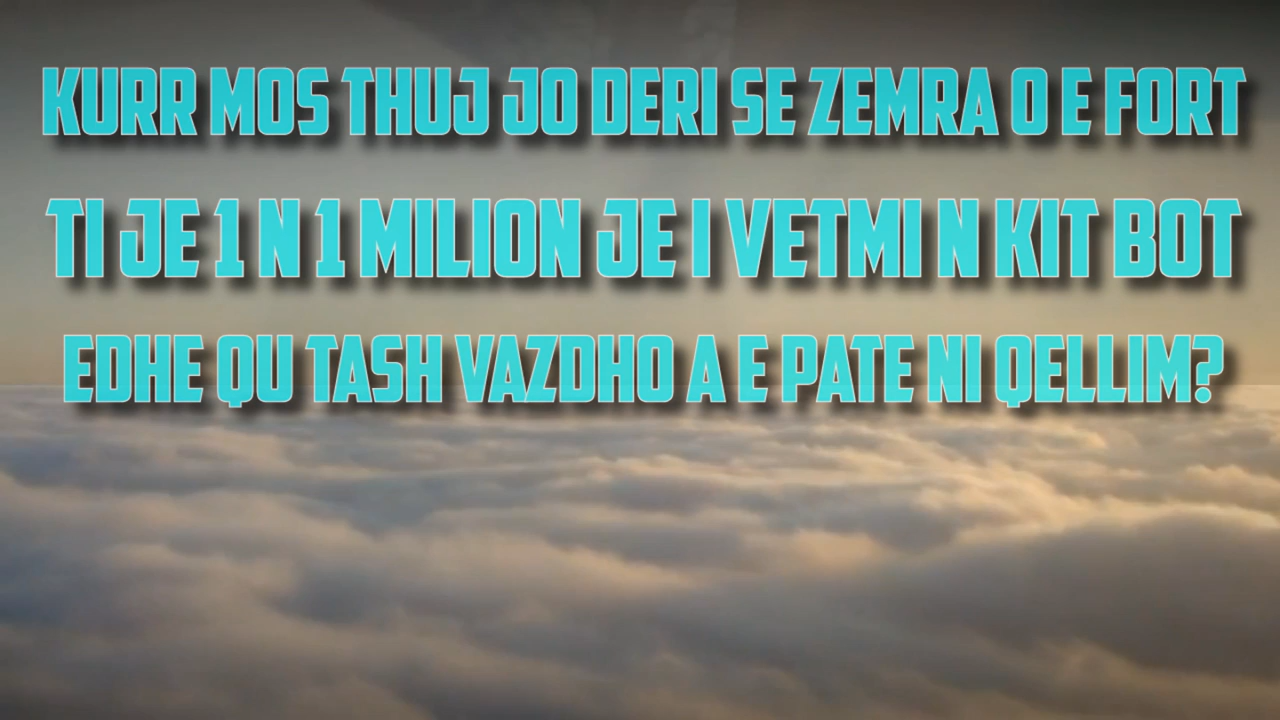 KURR MOS THUJ JO DERI SE ZEMRA O E FORT
TI JE 1 N 1 MILION JE I VETMI N KIT BOT
EDHE QU TASH VAZDHO A E PATE NI QELLIM?